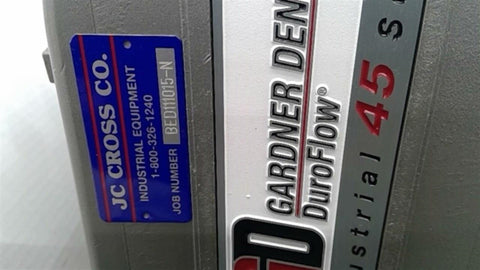 JC CROSS CO.
INDUSTRIAL EQUIPMENT
1-800-326-1240
JOB NUMBER BED11015-N
GARDNER DEN
DuroFlow®
ustrial 45 s